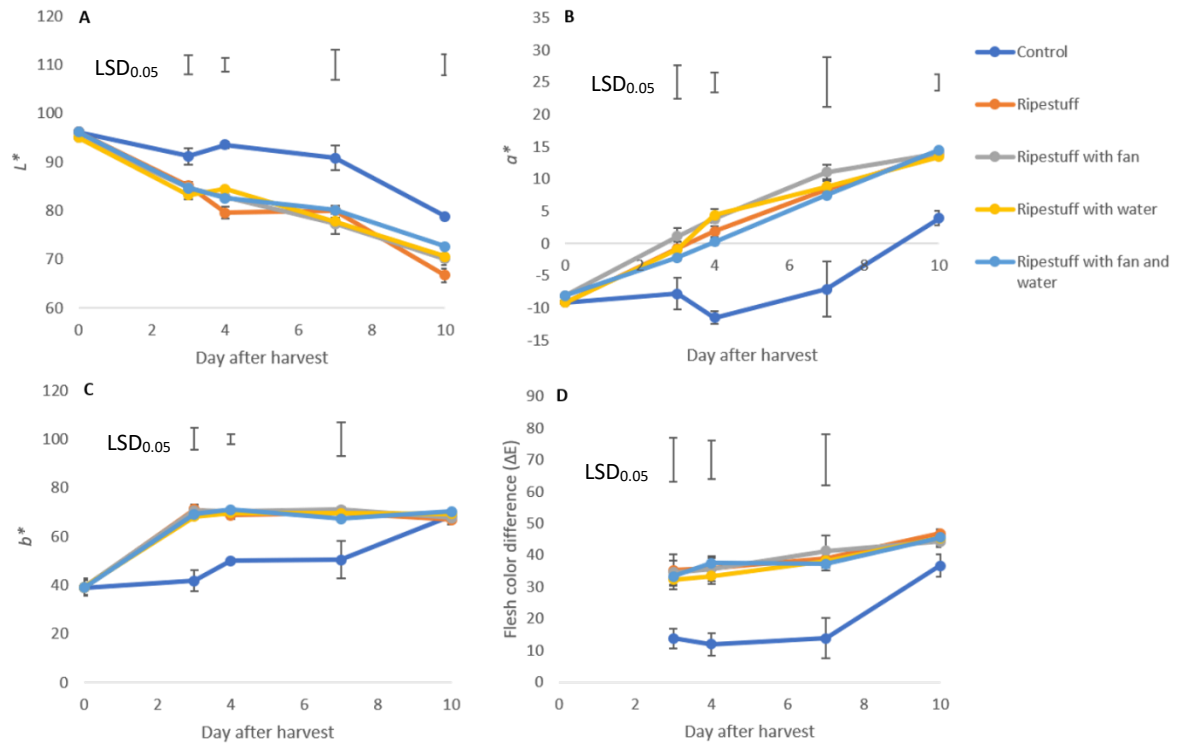 A
120
110
100
90
80
70
60
LSD0.05
L*
0 2 4 6 8 10
Day after harvest
B
35
30
25
20
15
10
5
0
-5
-10
-15
LSD0.05
a*
0 2 4 6 8 10
Day after harvest
Control
Ripestuff
Ripestuff with fan
Ripestuff with water
Ripestuff with fan and
water
C
120
100
80
60
40
20
0
LSD0.05
b*
0 2 4 6 8 10
Day after harvest
D
90
80
70
60
50
40
30
20
10
0
LSD0.05
Flesh color difference (ΔE)
0 2 4 6 8 10
Day after harvest